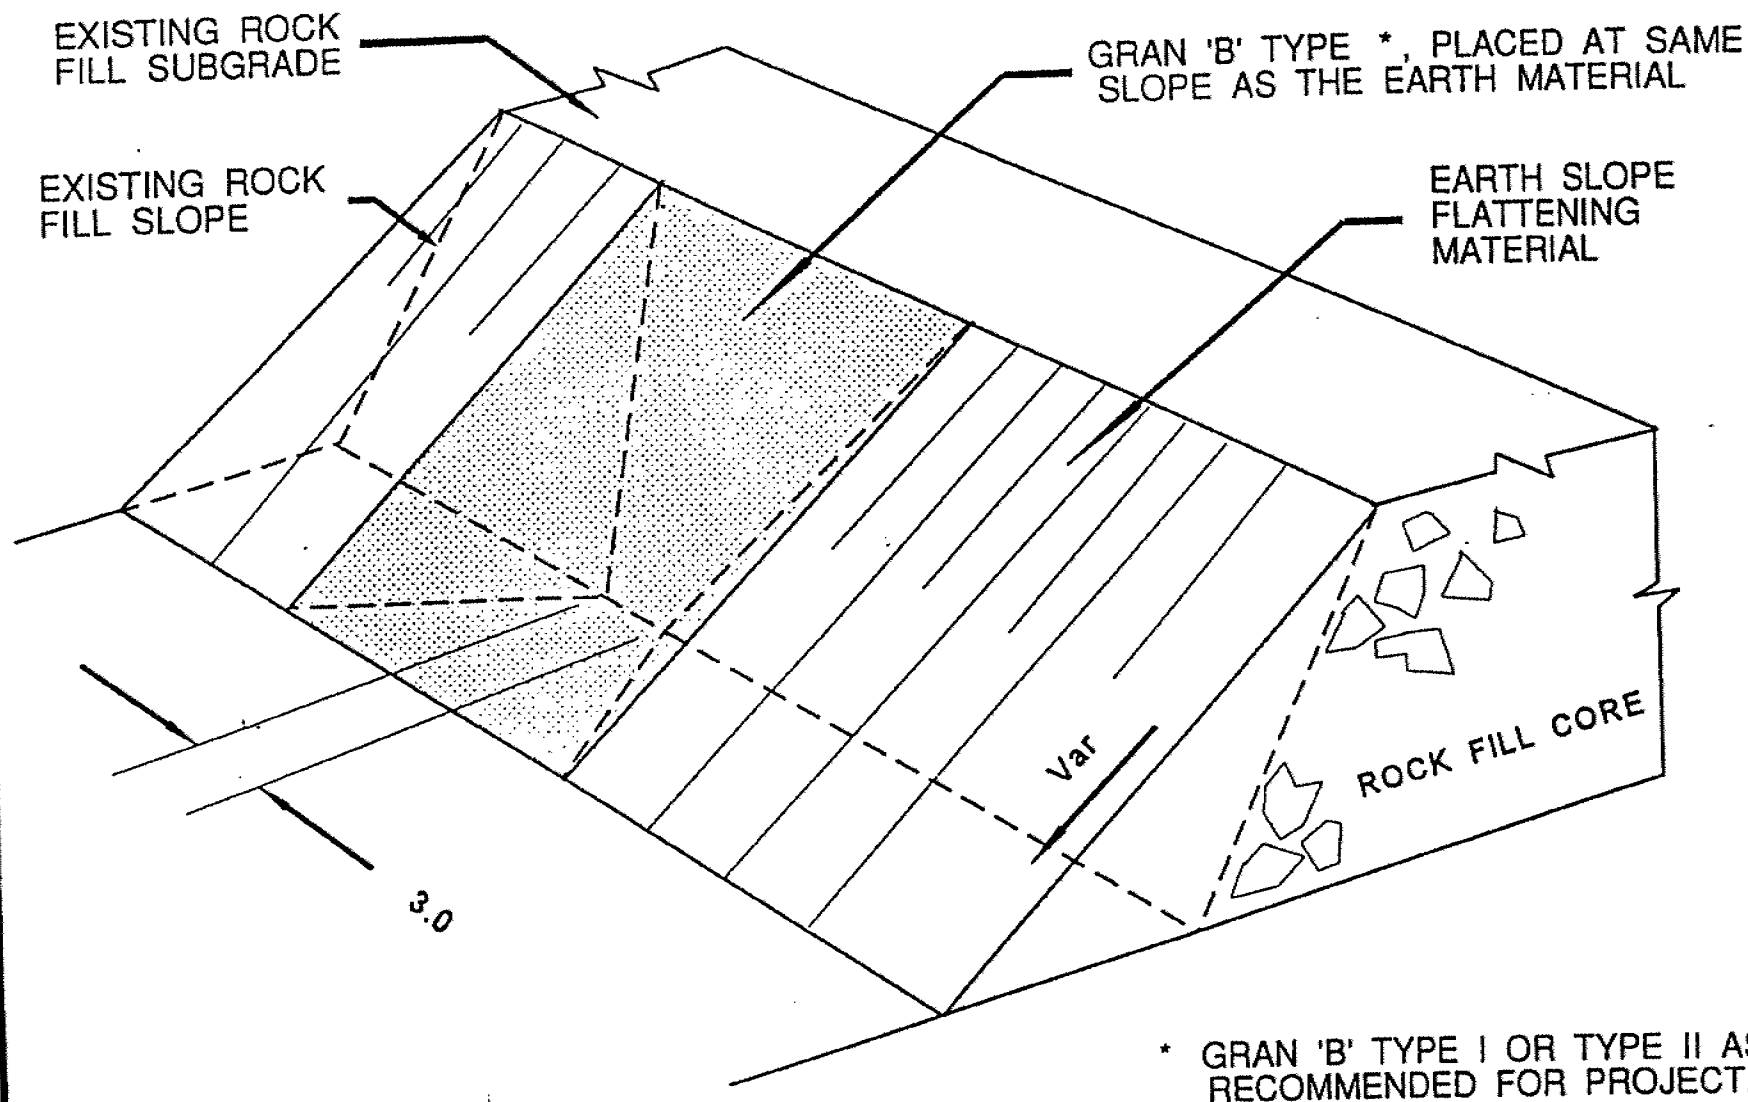 EXISTING ROCK
FILL SUBGRADE
GRAN 'B' TYPE *, PLACED AT SAME
SLOPE AS THE EARTH MATERIAL
EXISTING ROCK
FILL SLOPE
EARTH SLOPE
FLATTENING
MATERIAL
Var
ROCK FILL CORE
3.0
* GRAN 'B' TYPE I OR TYPE II AS
RECOMMENDED FOR PROJECT.